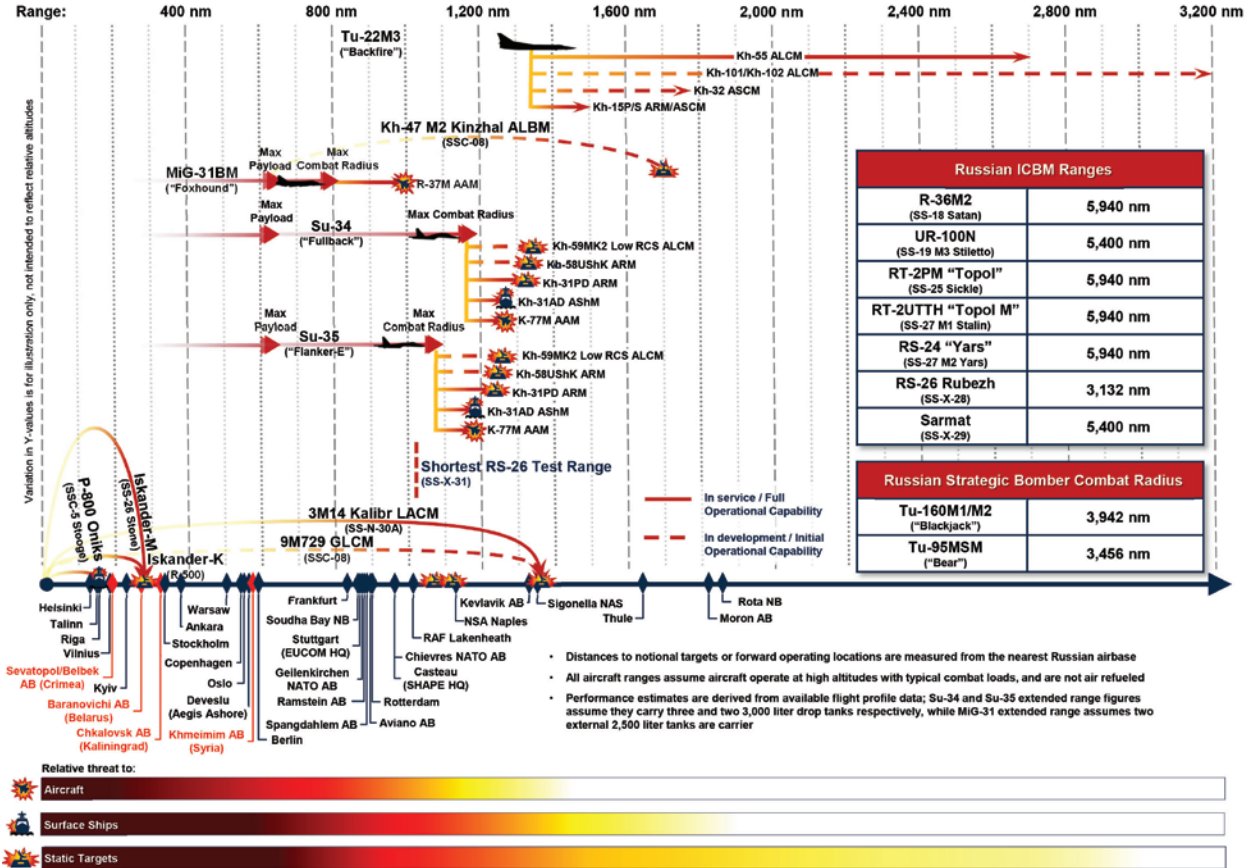 Range: 400 nm 800 nm 1,200 nm 1,600 nm 2,000 nm 2,400 nm 2,800 nm 3,200 nm
Variation in Y-values is for illustration only, not intended to reflect relative altitudes
Tu-22M3
("Backfire")
Kh-55 ALCM
Kh-101/Kh-102 ALCM
Kh-32 ASCM
Kh-15P/S ARM/ASCM
Kh-47 M2 Kinzhal ALBM
(SSC-08)
MiG-31BM
("Foxhound")
Max
Payload
Max
Combat Radius
R-37M AAM
Max
Payload
Su-34
("Fullback")
Max Combat Radius
Kh-59MK2 Low RCS ALCM
Kh-58UShK ARM
Kh-31PD ARM
Kh-31AD AShM
K-77M AAM
Max
Payload
Su-35
("Flanker-E")
Max
Combat Radius
Kh-59MK2 Low RCS ALCM
Kh-58UShK ARM
Kh-31PD ARM
Kh-31AD AShM
K-77M AAM
Russian ICBM Ranges
R-36M2
(SS-18 Satan)
5,940 nm
UR-100N
(SS-19 M3 Stiletto)
5,400 nm
RT-2PM "Topol"
(SS-25 Sickle)
5,940 nm
RT-2UTTH "Topol M"
(SS-27 M1 Stalin)
5,940 nm
RS-24 "Yars"
(SS-27 M2 Yars)
5,940 nm
RS-26 Rubezh
(SS-X-28)
3,132 nm
Sarmat
(SS-X-29)
5,400 nm
Russian Strategic Bomber Combat Radius
Tu-160M1/M2
("Blackjack")
3,942 nm
Tu-95MSM
("Bear")
3,456 nm
Shortest RS-26 Test Range
(SS-X-31)
In service / Full
Operational Capability
In development / Initial
Operational Capability
P-800 Oniks
(SSC-5 Stooge)
Iskander-M
(SS-26 Stone)
Iskander-K
(R-500)
3M14 Kalibr LACM
(SS-N-30A)
9M729 GLCM
(SSC-08)
Helsinki
Talinn
Riga
Vilnius
Sevatopol/Belbek
AB (Crimea)
Kyiv
Baranovichi AB
(Belarus)
Chkalovsk AB
(Kaliningrad)
Stockholm
Ankara
Warsaw
Copenhagen
Oslo
Deveslu
(Aegis Ashore)
Khmeimim AB
(Syria)
Berlin
Frankfurt
Soudha Bay NB
Stuttgart
(EUCOM HQ)
Geilenkirchen
NATO AB
Ramstein AB
Spangdahlem AB
Aviano AB
Rotterdam
Casteau
(SHAPE HQ)
Chievres NATO AB
RAF Lakenheath
NSA Naples
Kevlavik AB
Sigonella NAS
Thule
Moron AB
Rota NB
• Distances to notional targets or forward operating locations are measured from the nearest Russian airbase
• All aircraft ranges assume aircraft operate at high altitudes with typical combat loads, and are not air refueled
• Performance estimates are derived from available flight profile data; Su-34 and Su-35 extended range figures
assume they carry three and two 3,000 liter drop tanks respectively, while MiG-31 extended range assumes two
external 2,500 liter tanks are carrier
Relative threat to:
Aircraft
Surface Ships
Static Targets